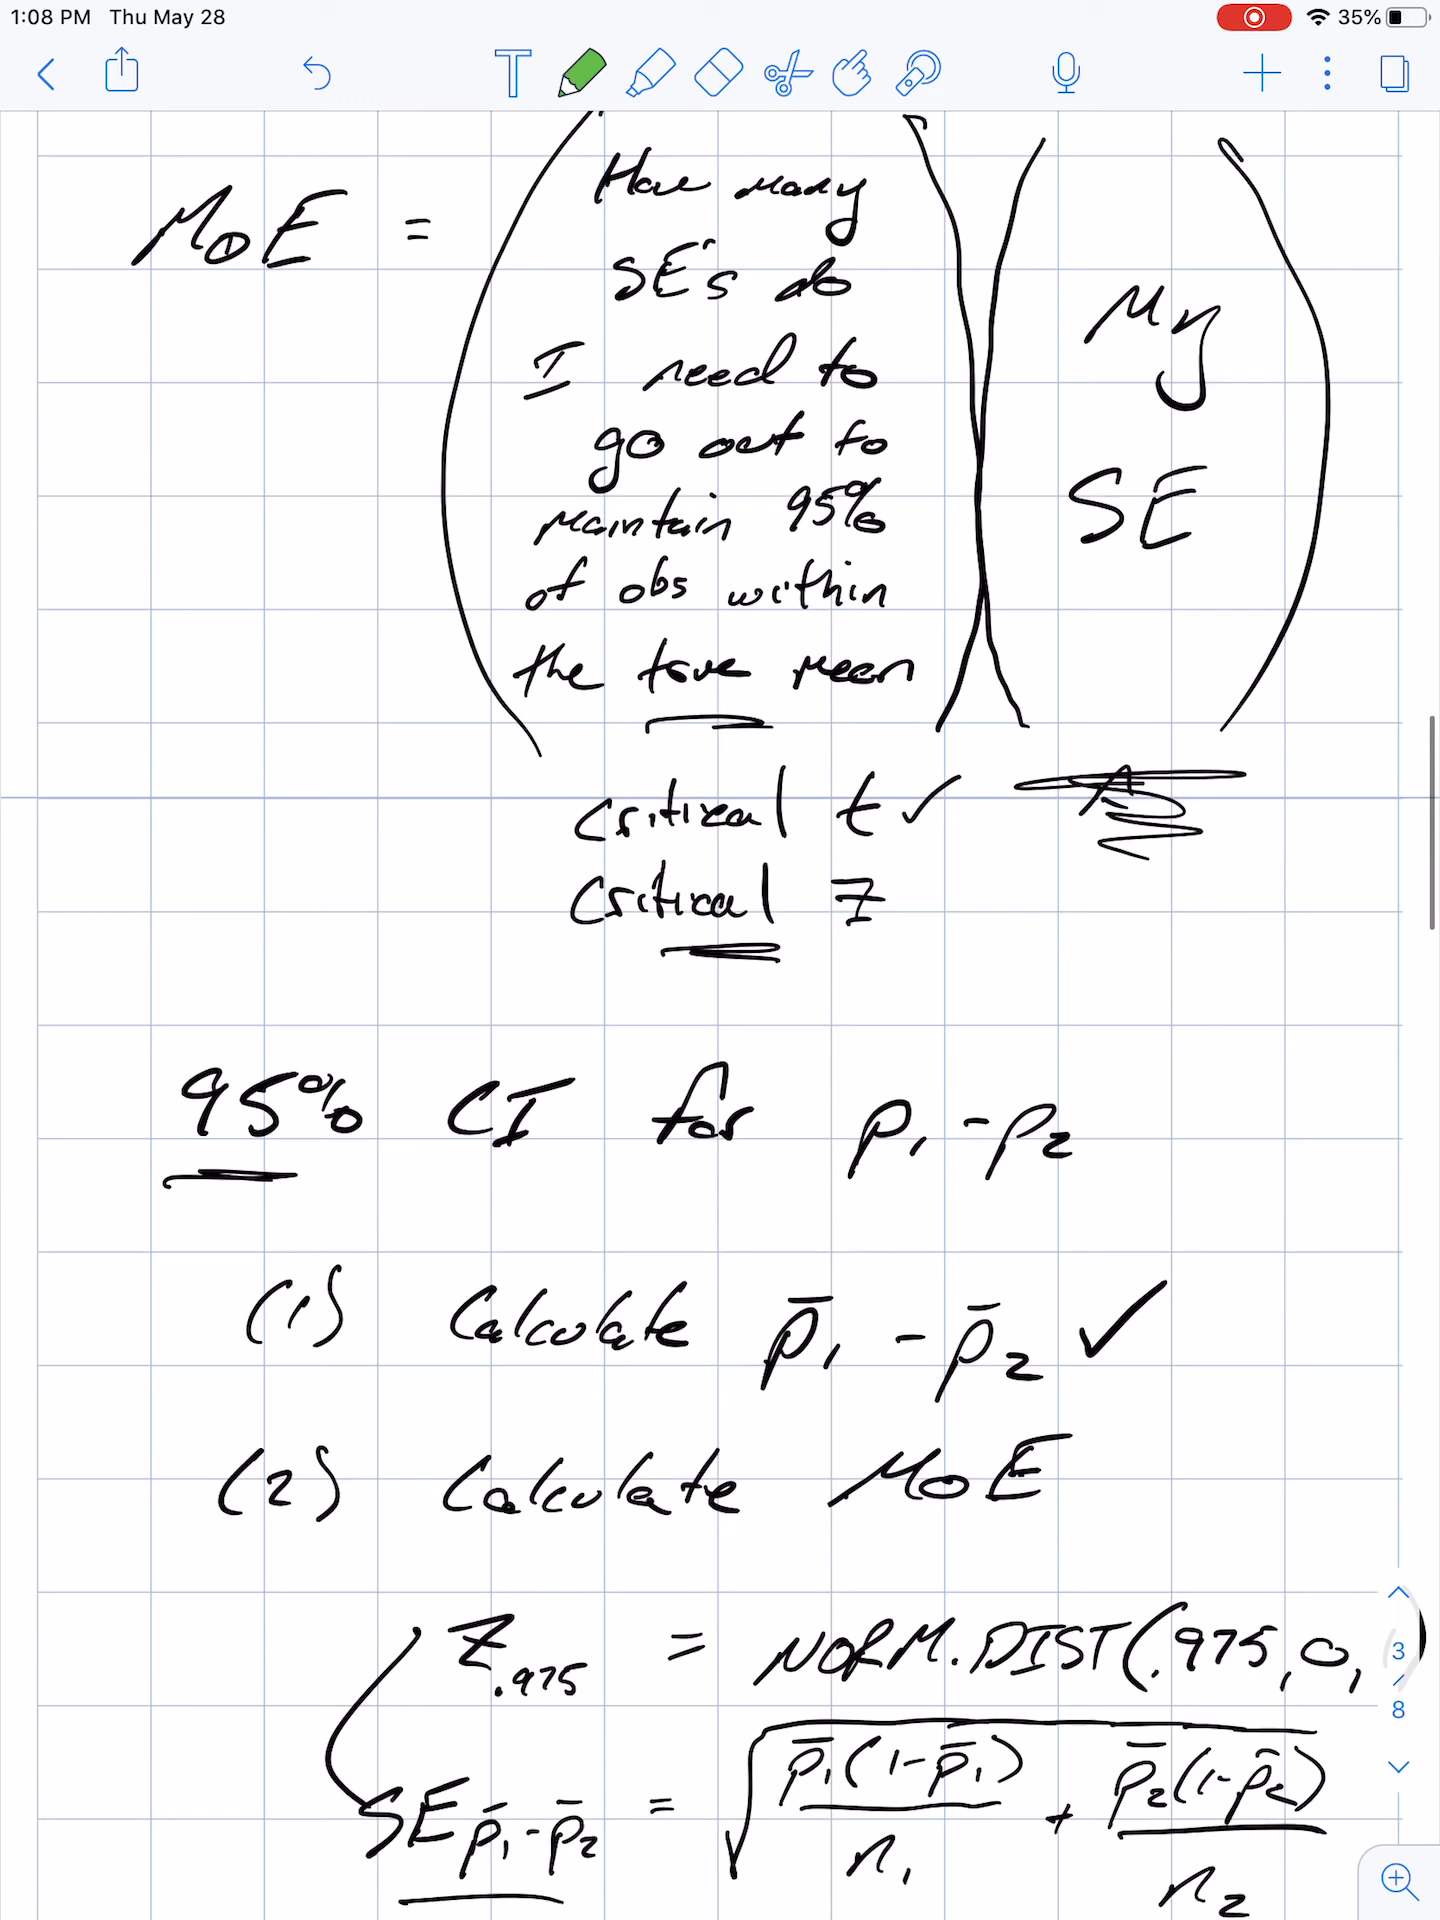 1:08 PM Thu May 28 35%
MoE =
How many
SE's do
I need to
go out to
maintain 95%
of obs within
the true mean
My
SE
Critical t ✓
Critical Z
95% CI for p₁ - p₂
(1) Calculate p̄₁ - p̄₂ ✓
(2) Calculate MoE
Z.975 = NORM.DIST(.975,0, )
SE p̄₁-p̄₂ = √( p̄₁(1-p̄₁) / n₁ + p̄₂(1-p̄₂) / n₂ )
3
/
8